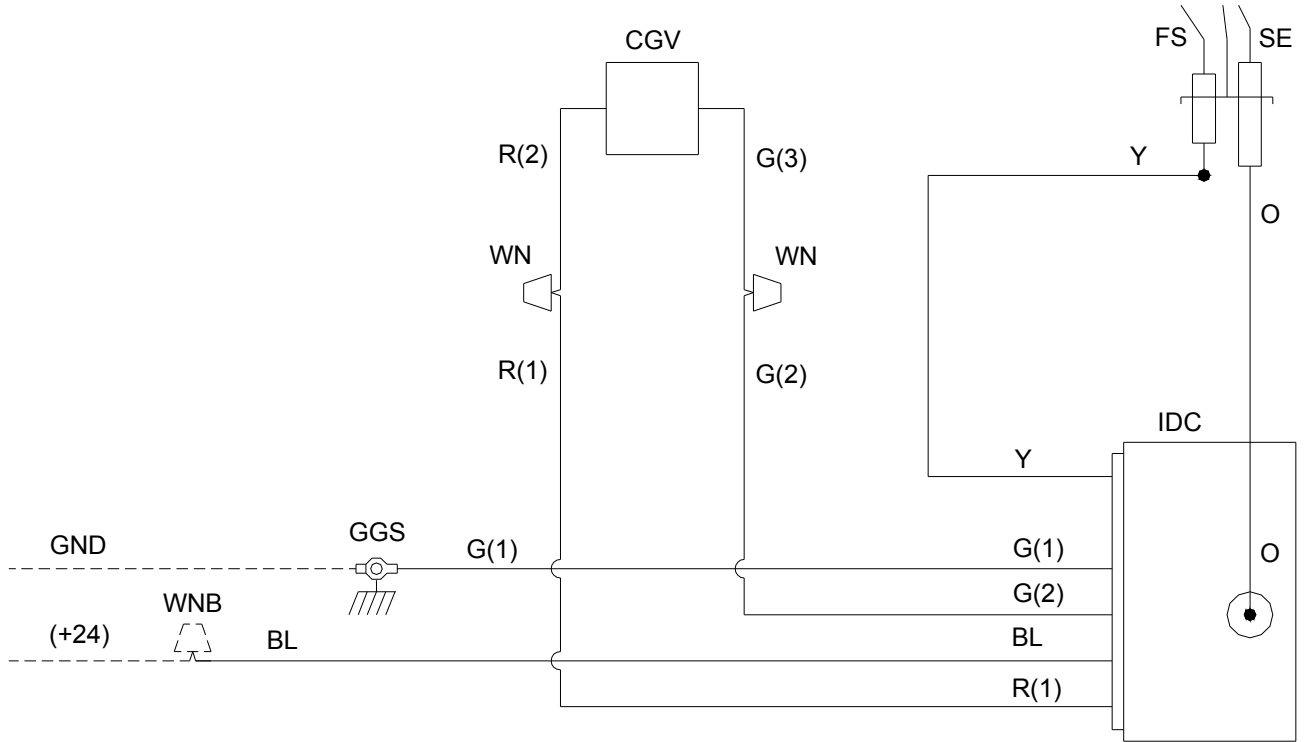 CGV
FS
SE
R(2)
G(3)
Y
O
WN
WN
R(1)
G(2)
IDC
Y
GND
GGS
G(1)
G(1)
O
WNB
G(2)
(+24)
BL
BL
R(1)